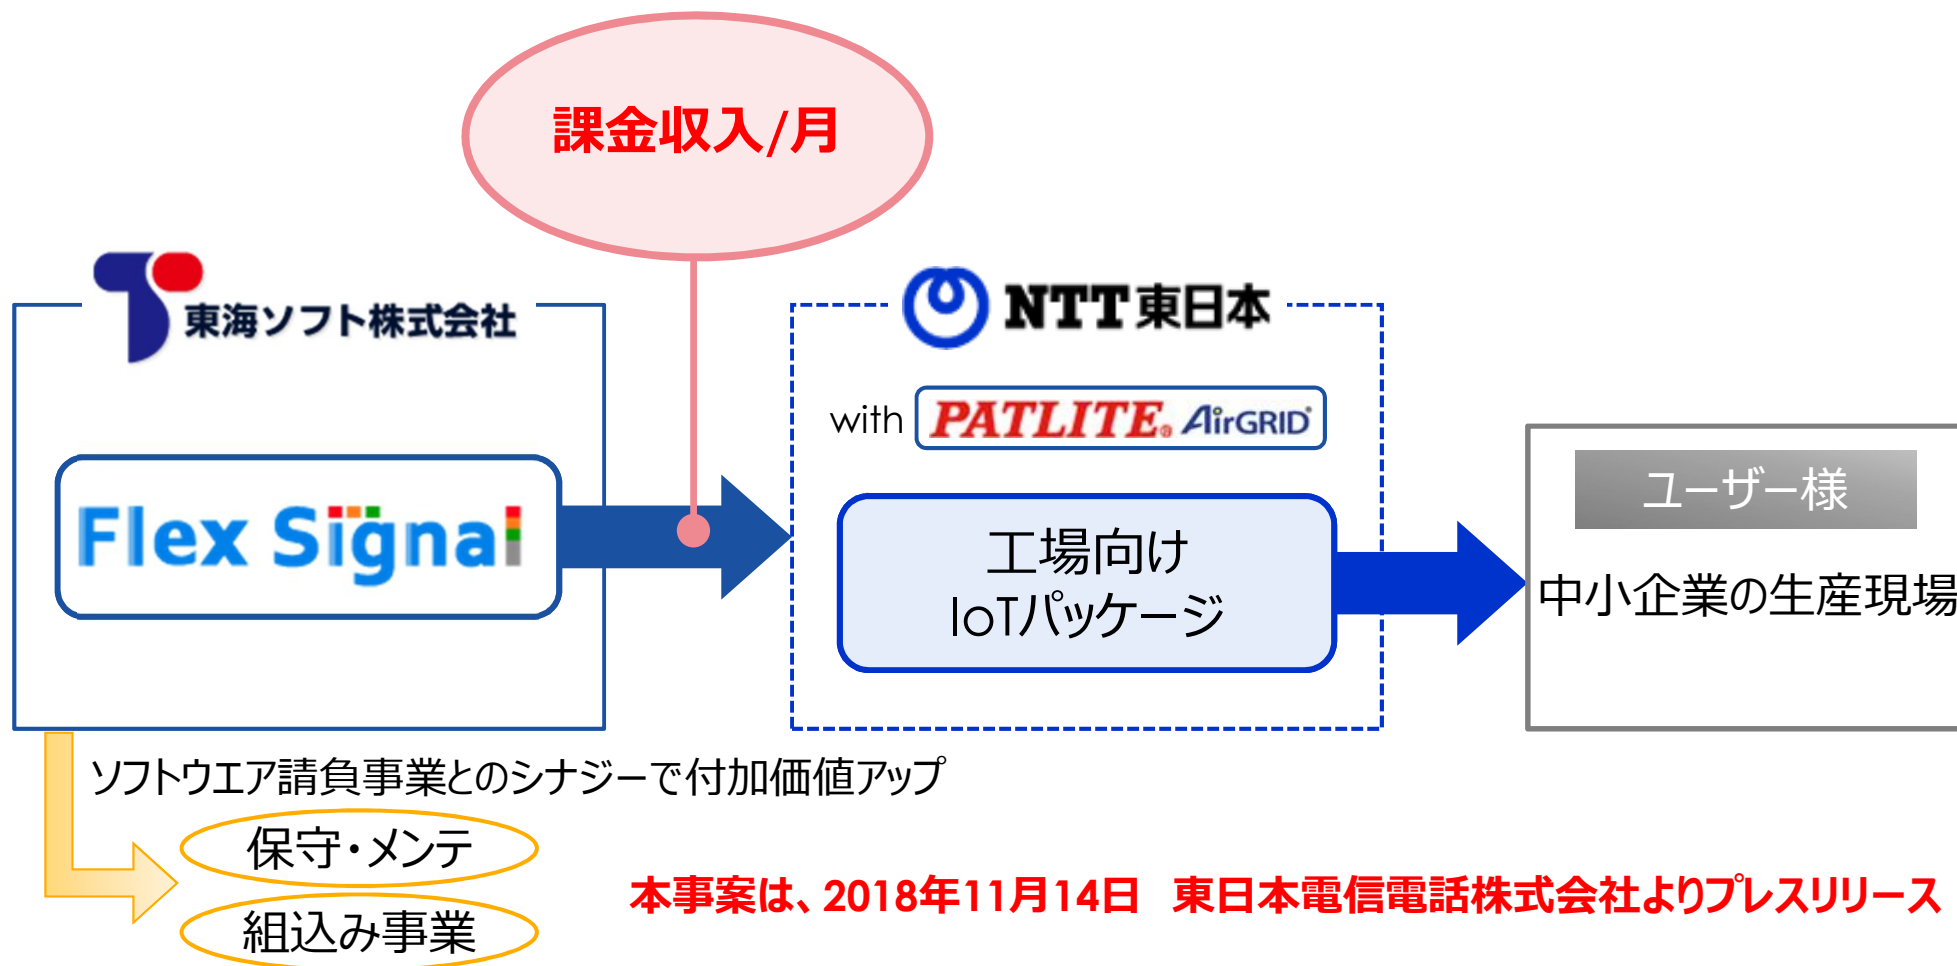 課金収入/月
東海ソフト株式会社
NTT東日本
with PATLITE® AirGRID®
Flex Signal
工場向け
IoTパッケージ
ユーザー様
中小企業の生産現場
ソフトウエア請負事業とのシナジーで付加価値アップ
保守・メンテ
組込み事業
本事案は、2018年11月14日　東日本電信電話株式会社よりプレスリリース